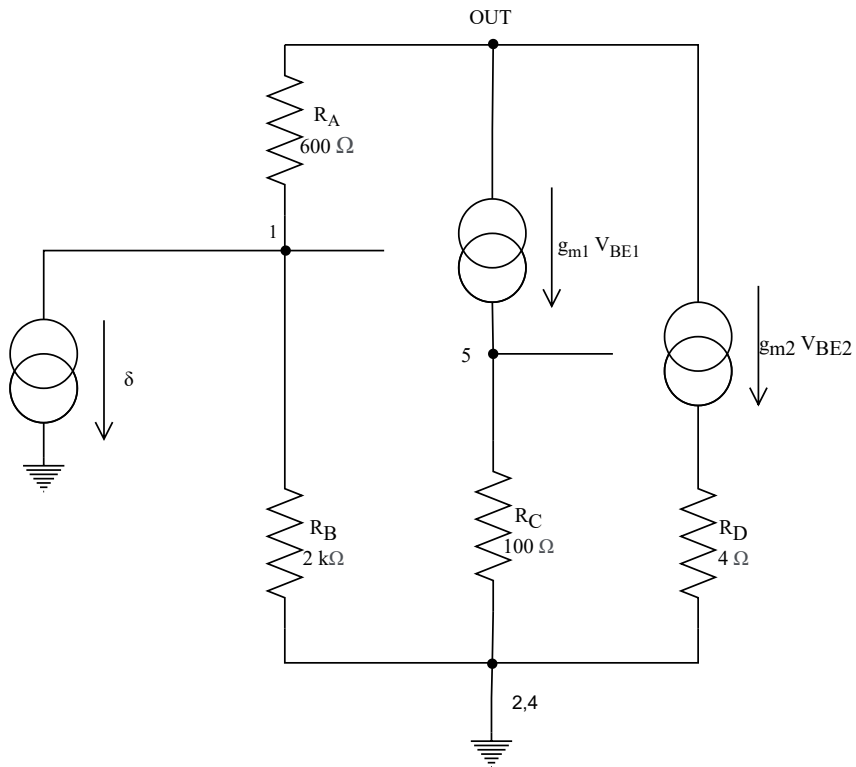 OUT
R_A
600 Ω
1
g_m1 V_BE1
5
g_m2 V_BE2
δ
R_B
2 kΩ
R_C
100 Ω
R_D
4 Ω
2,4